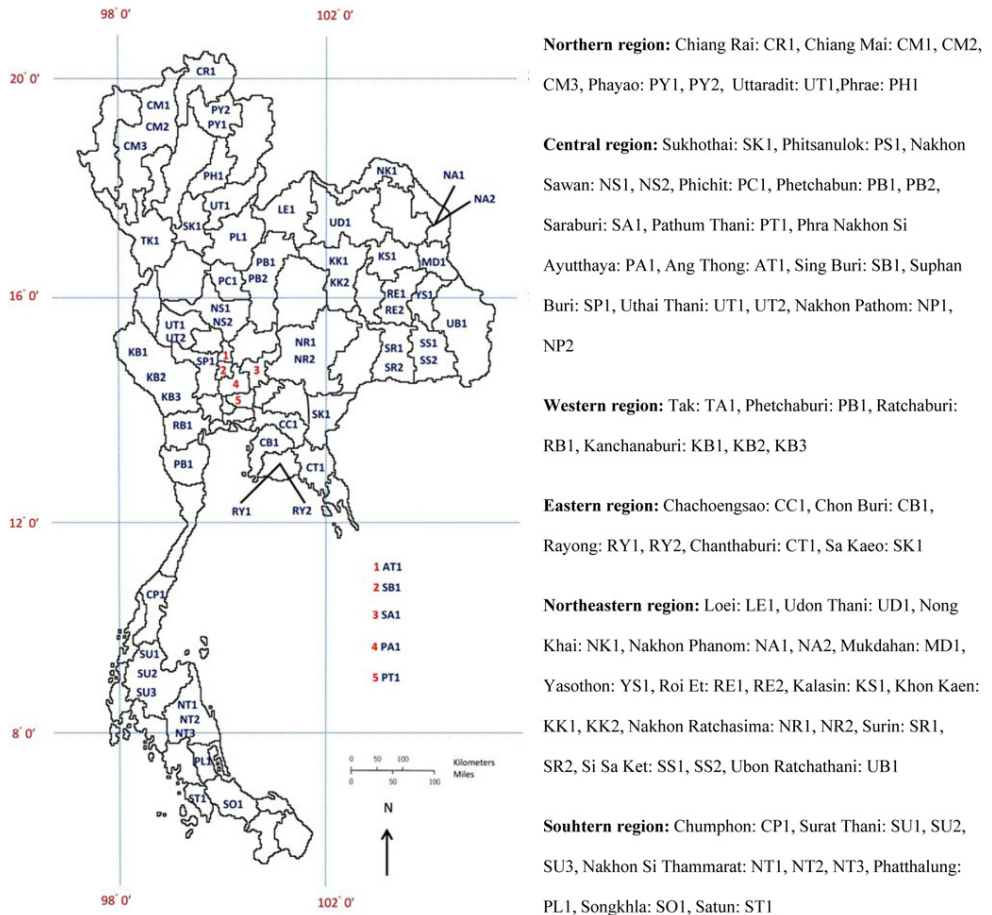 98° 0'
102° 0'
20° 0'
CR1
CM1
PY2
CM2
PY1
CM3
PH1
NK1
NA1
UT1
LE1
NA2
SK1
UD1
TK1
PL1
PB1
KK1
KS1
MD1
PC1
PB2
KK2
RE1
YS1
16° 0'
NS1
RE2
UT1
NS2
UB1
UT2
NR1
SS1
KB1
SP1
1
NR2
SR1
SS2
2
3
SR2
KB2
4
KB3
5
RB1
CC1
SK1
CB1
PB1
CT1
RY1
RY2
12° 0'
1 AT1
2 SB1
3 SA1
4 PA1
5 PT1
CP1
SU1
SU2
SU3
NT1
NT2
NT3
8° 0'
PL1
0 50 100
Kilometers
Miles
0 50 100
ST1
SO1
N
98° 0'
102° 0'
Northern region: Chiang Rai: CR1, Chiang Mai: CM1, CM2,
CM3, Phayao: PY1, PY2, Uttaradit: UT1,Phrae: PH1
Central region: Sukhothai: SK1, Phitsanulok: PS1, Nakhon
Sawan: NS1, NS2, Phichit: PC1, Phetchabun: PB1, PB2,
Saraburi: SA1, Pathum Thani: PT1, Phra Nakhon Si
Ayutthaya: PA1, Ang Thong: AT1, Sing Buri: SB1, Suphan
Buri: SP1, Uthai Thani: UT1, UT2, Nakhon Pathom: NP1,
NP2
Western region: Tak: TA1, Phetchaburi: PB1, Ratchaburi:
RB1, Kanchanaburi: KB1, KB2, KB3
Eastern region: Chachoengsao: CC1, Chon Buri: CB1,
Rayong: RY1, RY2, Chanthaburi: CT1, Sa Kaeo: SK1
Northeastern region: Loei: LE1, Udon Thani: UD1, Nong
Khai: NK1, Nakhon Phanom: NA1, NA2, Mukdahan: MD1,
Yasothon: YS1, Roi Et: RE1, RE2, Kalasin: KS1, Khon Kaen:
KK1, KK2, Nakhon Ratchasima: NR1, NR2, Surin: SR1,
SR2, Si Sa Ket: SS1, SS2, Ubon Ratchathani: UB1
Souhtern region: Chumphon: CP1, Surat Thani: SU1, SU2,
SU3, Nakhon Si Thammarat: NT1, NT2, NT3, Phatthalung:
PL1, Songkhla: SO1, Satun: ST1